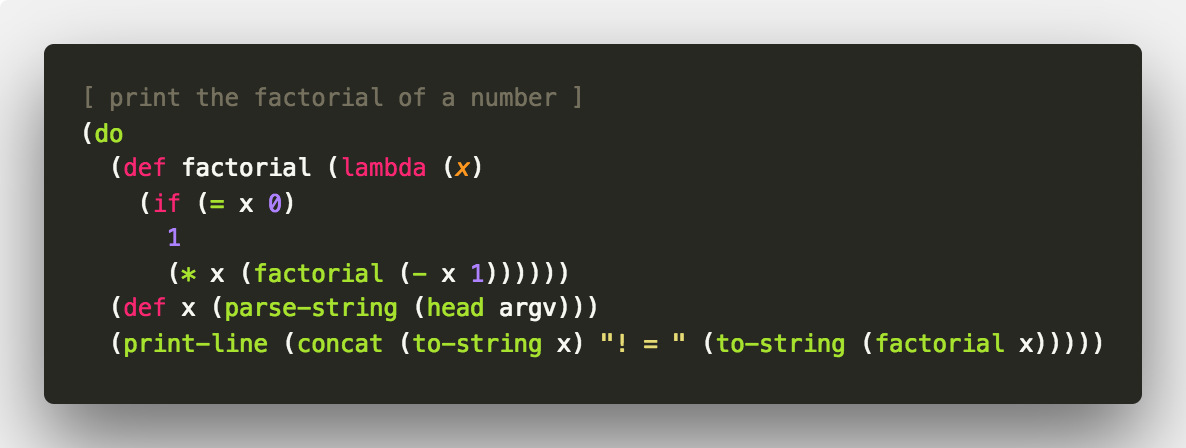 [ print the factorial of a number ]
(do
  (def factorial (lambda (x)
    (if (= x 0)
      1
      (* x (factorial (- x 1))))))
  (def x (parse-string (head argv)))
  (print-line (concat (to-string x) "! = " (to-string (factorial x)))))